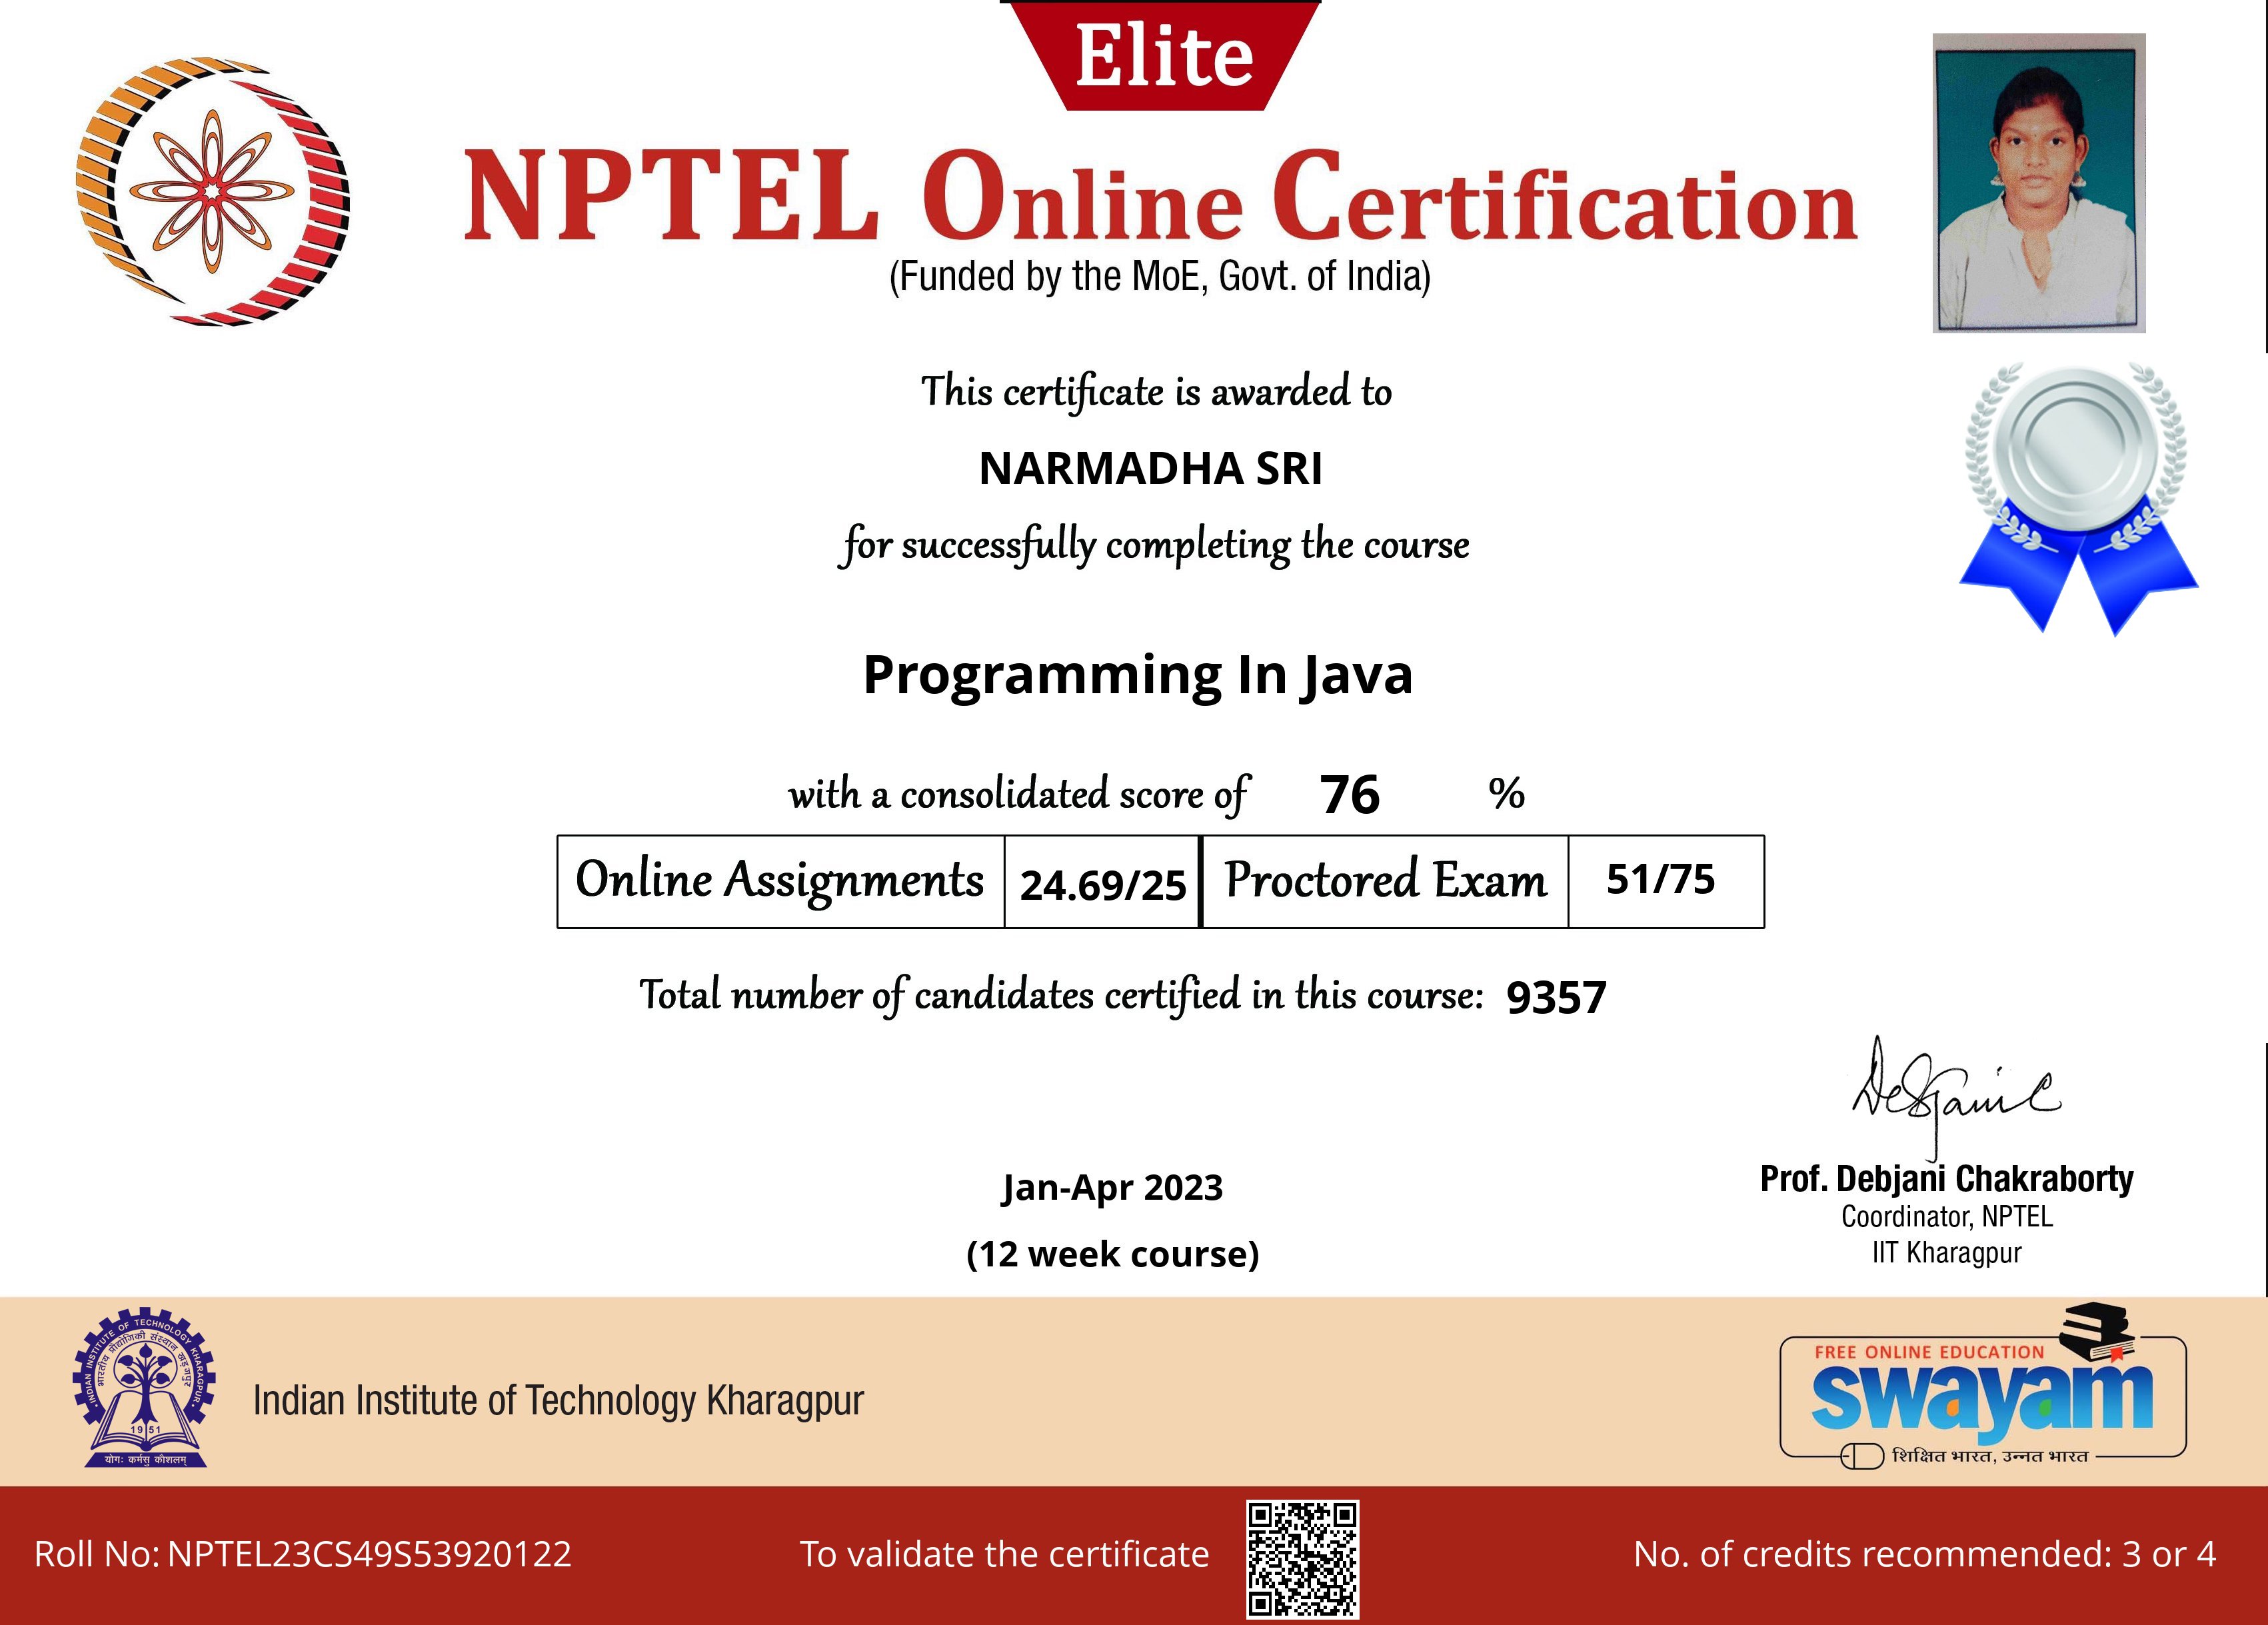 Elite
NPTEL Online Certification
(Funded by the MoE, Govt. of India)
This certificate is awarded to
NARMADHA SRI
for successfully completing the course
Programming In Java
with a consolidated score of 76 %
Online Assignments 24.69/25 Proctored Exam 51/75
Total number of candidates certified in this course: 9357
Jan-Apr 2023
(12 week course)
Prof. Debjani Chakraborty
Coordinator, NPTEL
IIT Kharagpur
INDIAN INSTITUTE OF TECHNOLOGY KHARAGPUR
भारतीय प्रौद्योगिकी संस्थान खड़गपुर
1951
योगः कर्मसु कौशलम्
Indian Institute of Technology Kharagpur
FREE ONLINE EDUCATION
swayam
शिक्षित भारत, उन्नत भारत
Roll No: NPTEL23CS49S53920122
To validate the certificate
No. of credits recommended: 3 or 4